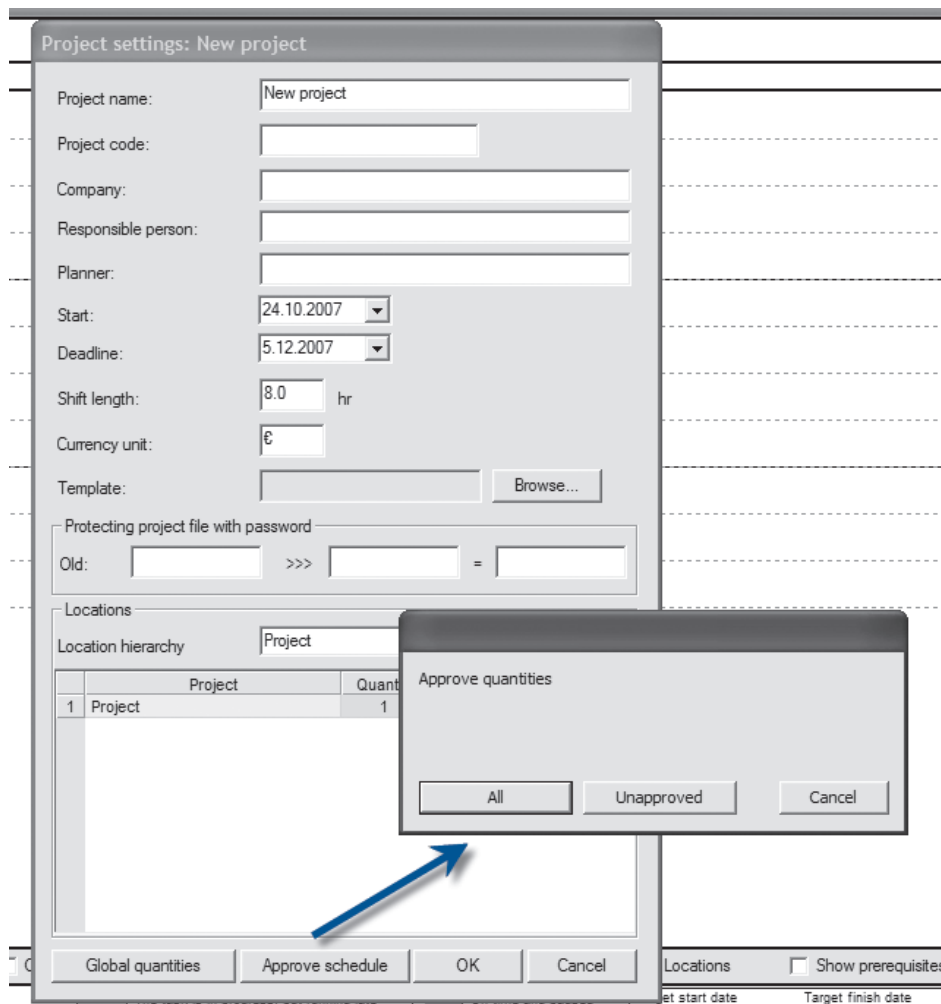 Project settings: New project
Project name: New project
Project code:
Company:
Responsible person:
Planner:
Start: 24.10.2007
Deadline: 5.12.2007
Shift length: 8.0 hr
Currency unit: €
Template: Browse...
Protecting project file with password
Old: >>> =
Locations
Location hierarchy Project
Project Quant
1 Project 1
Approve quantities
All Unapproved Cancel
Global quantities Approve schedule OK Cancel
Locations Show prerequisites
et start date Target finish date